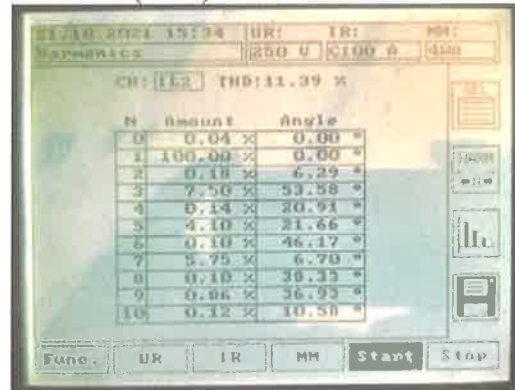 21.10.2021 15:34 UR: IR: MM:
Harmonics 250 V C100 A 4
CH: IL2 THD:11.39 %
N Amount Angle
0 0.04 % 0.00 °
1 100.00 % 0.00 °
2 0.18 % 6.29 °
3 7.50 % 53.58 °
4 0.14 % 20.91 °
5 4.10 % 21.66 °
6 0.10 % 46.17 °
7 5.75 % 6.70 °
8 0.10 % 38.33 °
9 0.86 % 36.93 °
10 0.12 % 10.58 °
Func. UR IR MM Start Stop